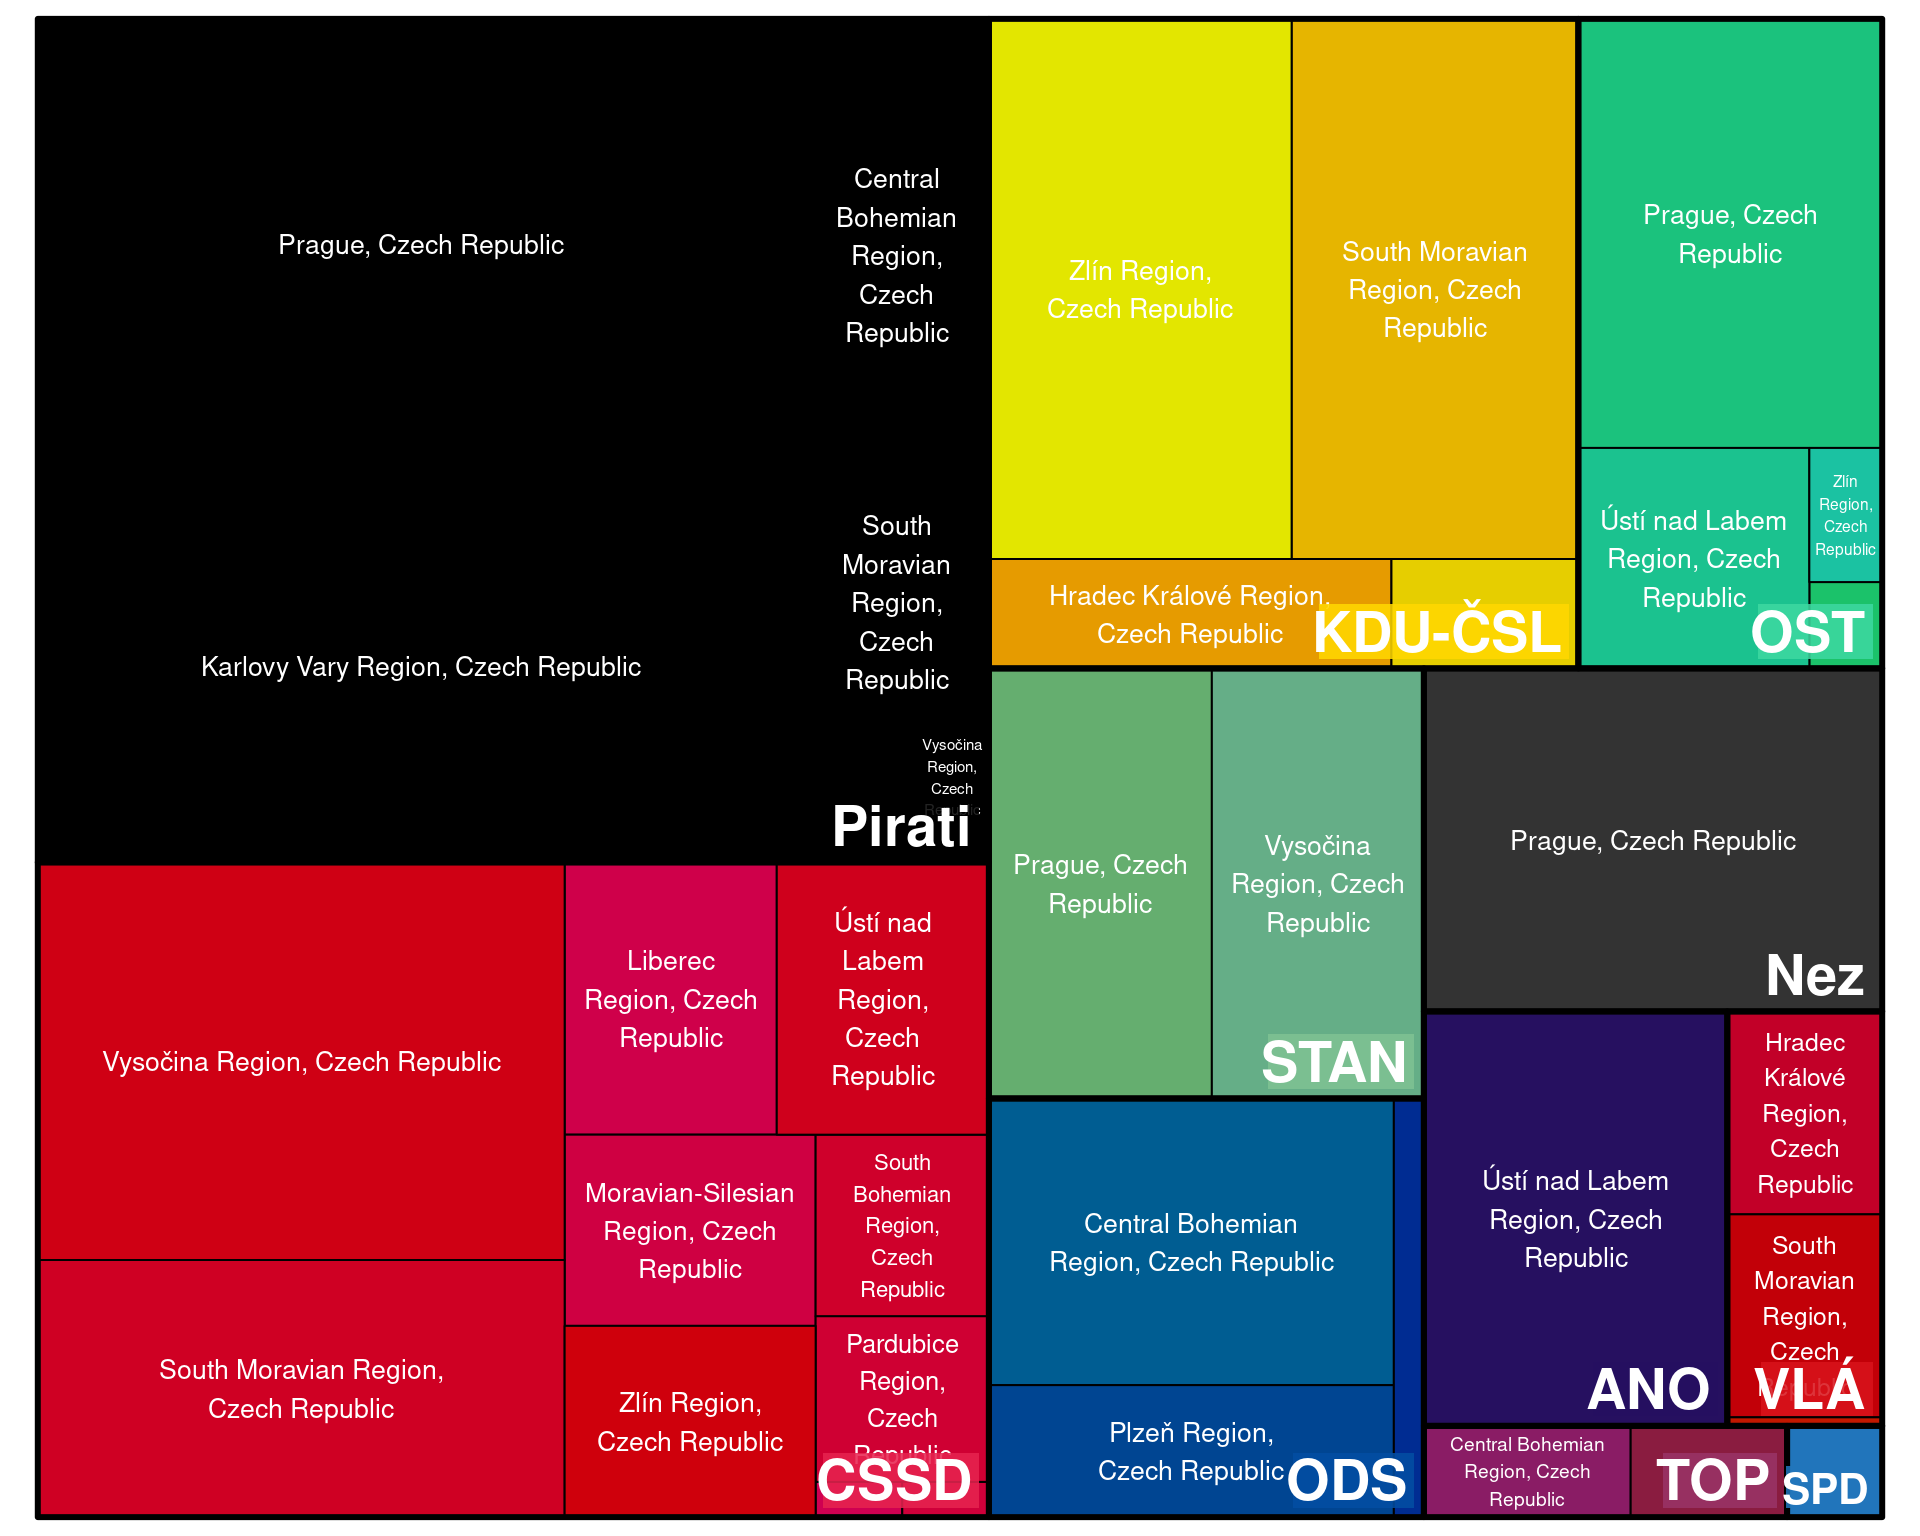 Prague, Czech Republic
Central
Bohemian
Region,
Czech
Republic
Karlovy Vary Region, Czech Republic
South
Moravian
Region,
Czech
Republic
Vysočina
Region,
Czech
Republic
Pirati
Zlín Region,
Czech Republic
South Moravian
Region, Czech
Republic
Hradec Králové Region,
Czech Republic
KDU-ČSL
Prague, Czech
Republic
Ústí nad Labem
Region, Czech
Republic
Zlín
Region,
Czech
Republic
OST
Vysočina Region, Czech Republic
Liberec
Region, Czech
Republic
Ústí nad
Labem
Region,
Czech
Republic
South Moravian Region,
Czech Republic
Moravian-Silesian
Region, Czech
Republic
South
Bohemian
Region,
Czech
Republic
Zlín Region,
Czech Republic
Pardubice
Region,
Czech
Republic
CSSD
Prague, Czech
Republic
Vysočina
Region, Czech
Republic
STAN
Prague, Czech Republic
Nez
Central Bohemian
Region, Czech Republic
Plzeň Region,
Czech Republic
ODS
Ústí nad Labem
Region, Czech
Republic
ANO
Hradec
Králové
Region,
Czech
Republic
South
Moravian
Region,
Czech
Republic
VLÁ
Central Bohemian
Region, Czech
Republic
TOP
SPD